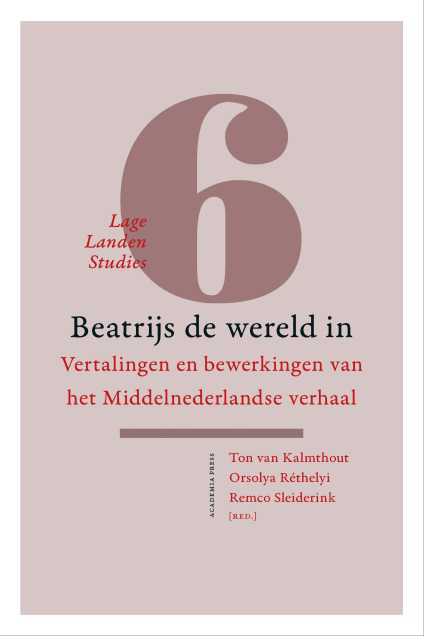 6
Lage
Landen
Studies
Beatrijs de wereld in
Vertalingen en bewerkingen van
het Middelnederlandse verhaal
ACADEMIA PRESS
Ton van Kalmthout
Orsolya Réthelyi
Remco Sleiderink
[RED.]